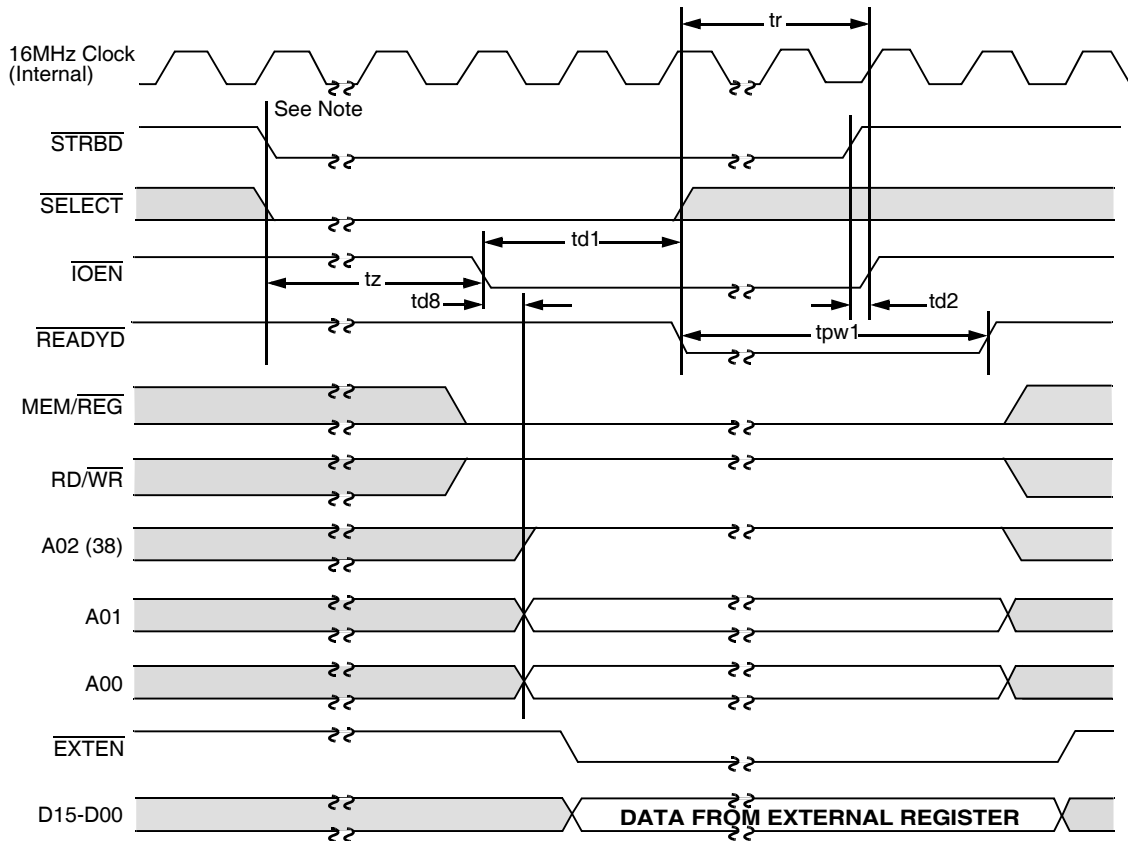 tr
16MHz Clock
(Internal)
See Note
STRBD
SELECT
td1
IOEN
tz
td8
td2
READYD
tpw1
MEM/REG
RD/WR
A02 (38)
A01
A00
EXTEN
D15-D00
DATA FROM EXTERNAL REGISTER